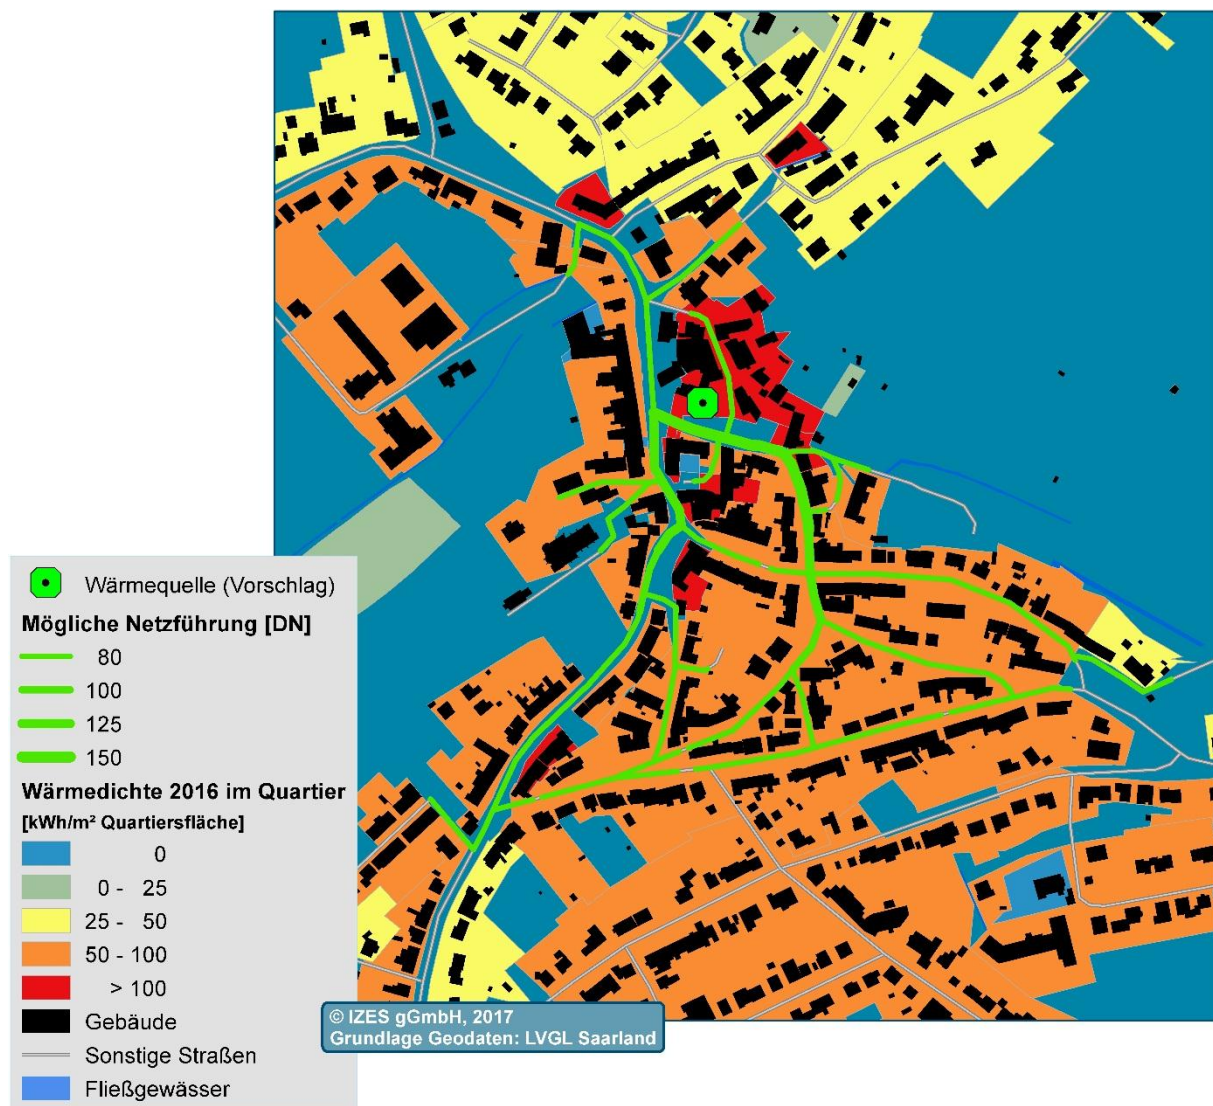 Wärmequelle (Vorschlag)
Mögliche Netzführung [DN]
80
100
125
150
Wärmedichte 2016 im Quartier
[kWh/m² Quartiersfläche]
0
0 - 25
25 - 50
50 - 100
> 100
Gebäude
Sonstige Straßen
Fließgewässer
© IZES gGmbH, 2017
Grundlage Geodaten: LVGL Saarland